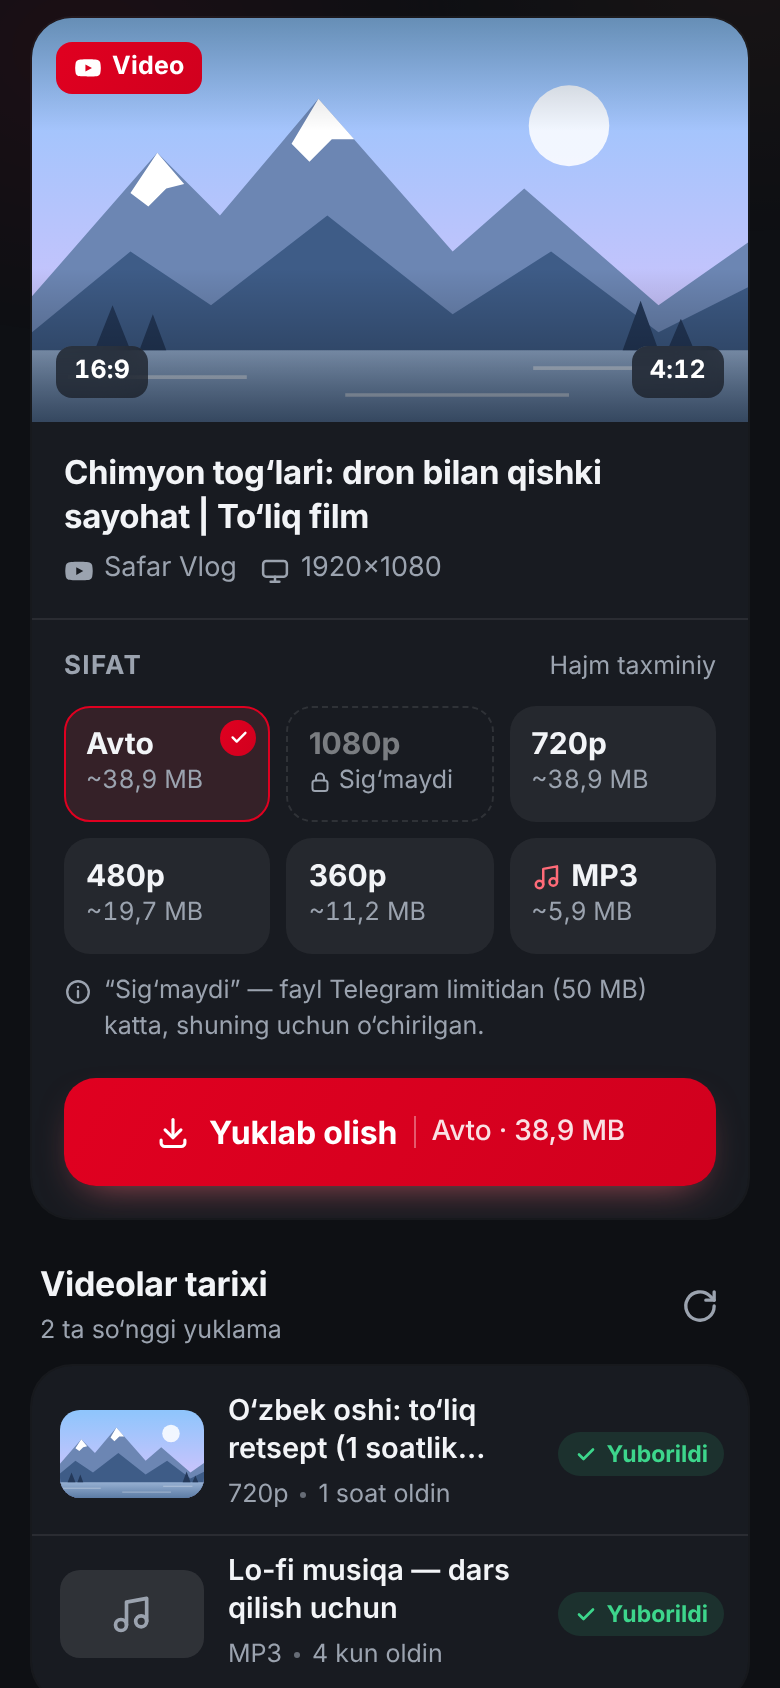 Video
16:9
4:12
Chimyon tog‘lari: dron bilan qishki
sayohat | To‘liq film
Safar Vlog 1920×1080
SIFAT Hajm taxminiy
Avto 1080p 720p
~38,9 MB Sig‘maydi ~38,9 MB
480p 360p MP3
~19,7 MB ~11,2 MB ~5,9 MB
“Sig‘maydi” — fayl Telegram limitidan (50 MB)
katta, shuning uchun o‘chirilgan.
Yuklab olish | Avto · 38,9 MB
Videolar tarixi
2 ta so‘nggi yuklama
O‘zbek oshi: to‘liq
retsept (1 soatlik...
Yuborildi
720p • 1 soat oldin
Lo-fi musiqa — dars
qilish uchun
Yuborildi
MP3 • 4 kun oldin